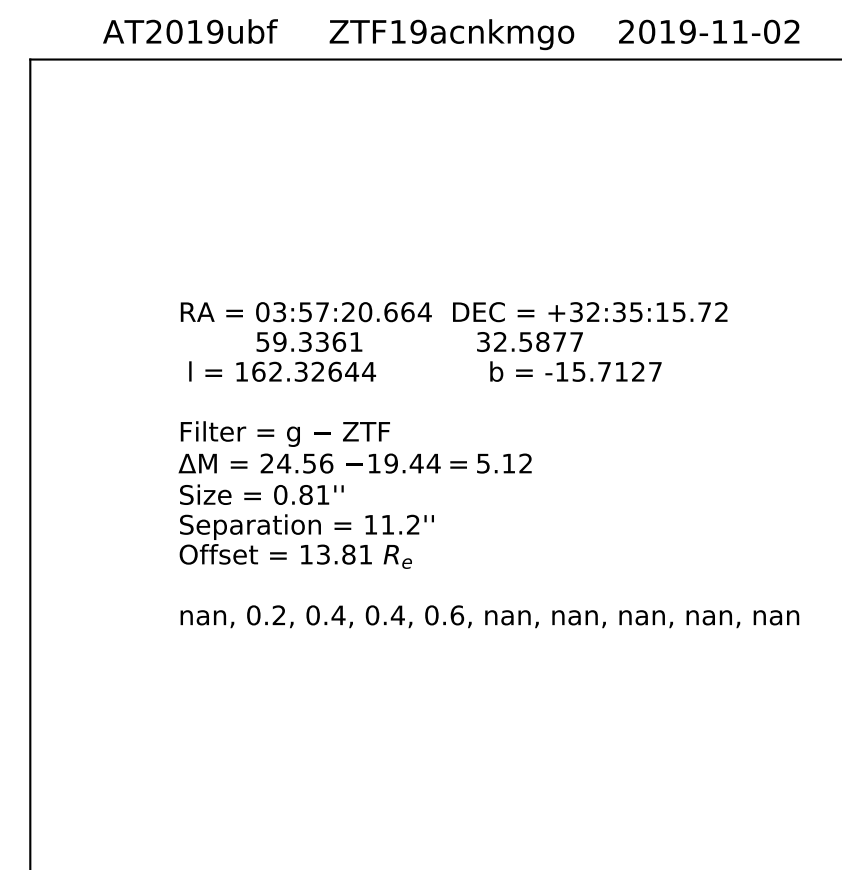 AT2019ubf ZTF19acnkmgo 2019-11-02
RA = 03:57:20.664 DEC = +32:35:15.72
59.3361 32.5877
l = 162.32644 b = -15.7127
Filter = g − ZTF
ΔM = 24.56 −19.44 = 5.12
Size = 0.81''
Separation = 11.2''
Offset = 13.81 Rₑ
nan, 0.2, 0.4, 0.4, 0.6, nan, nan, nan, nan, nan